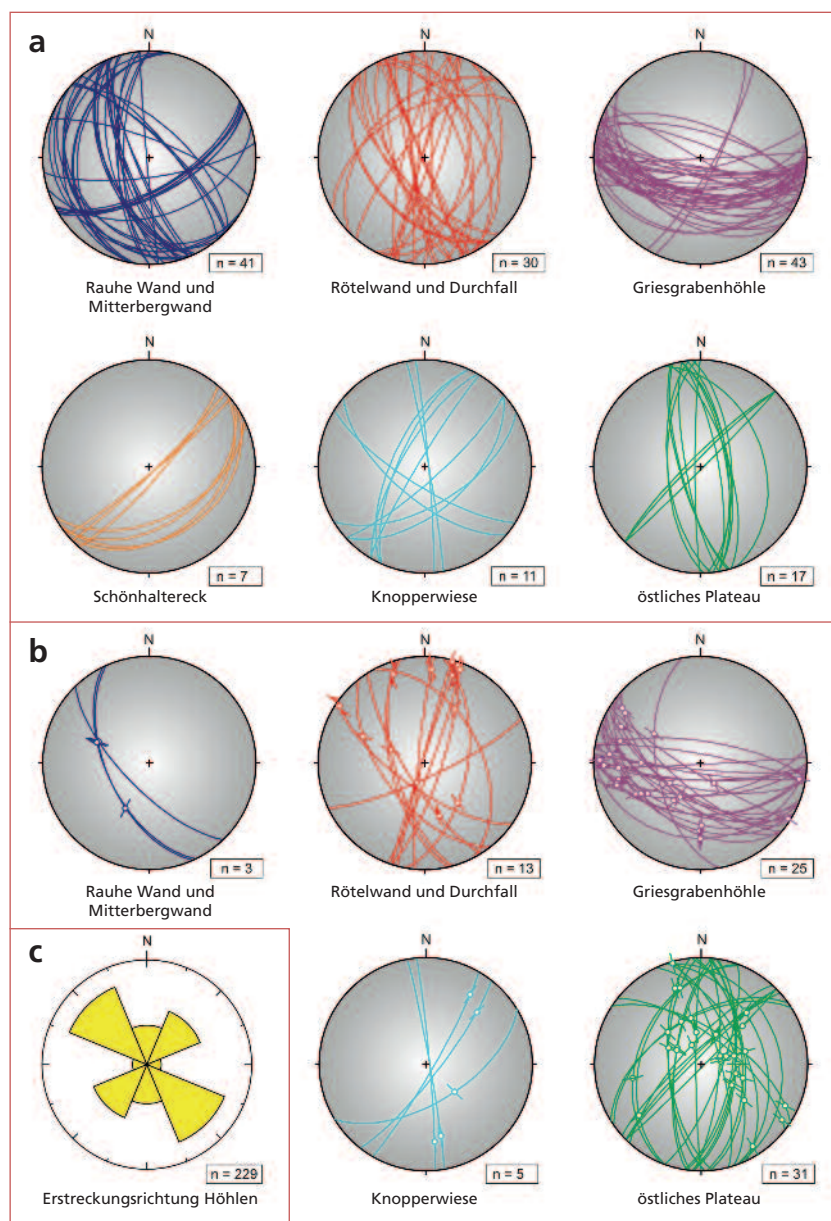 a
N
N
N
n = 41
n = 30
n = 43
Rauhe Wand und
Mitterbergwand
Rötelwand und Durchfall
Griesgrabenhöhle
N
N
N
n = 7
n = 11
n = 17
Schönhaltereck
Knopperwiese
östliches Plateau
b
N
N
N
n = 3
n = 13
n = 25
Rauhe Wand und
Mitterbergwand
Rötelwand und Durchfall
Griesgrabenhöhle
c
N
N
N
n = 229
n = 5
n = 31
Erstreckungsrichtung Höhlen
Knopperwiese
östliches Plateau